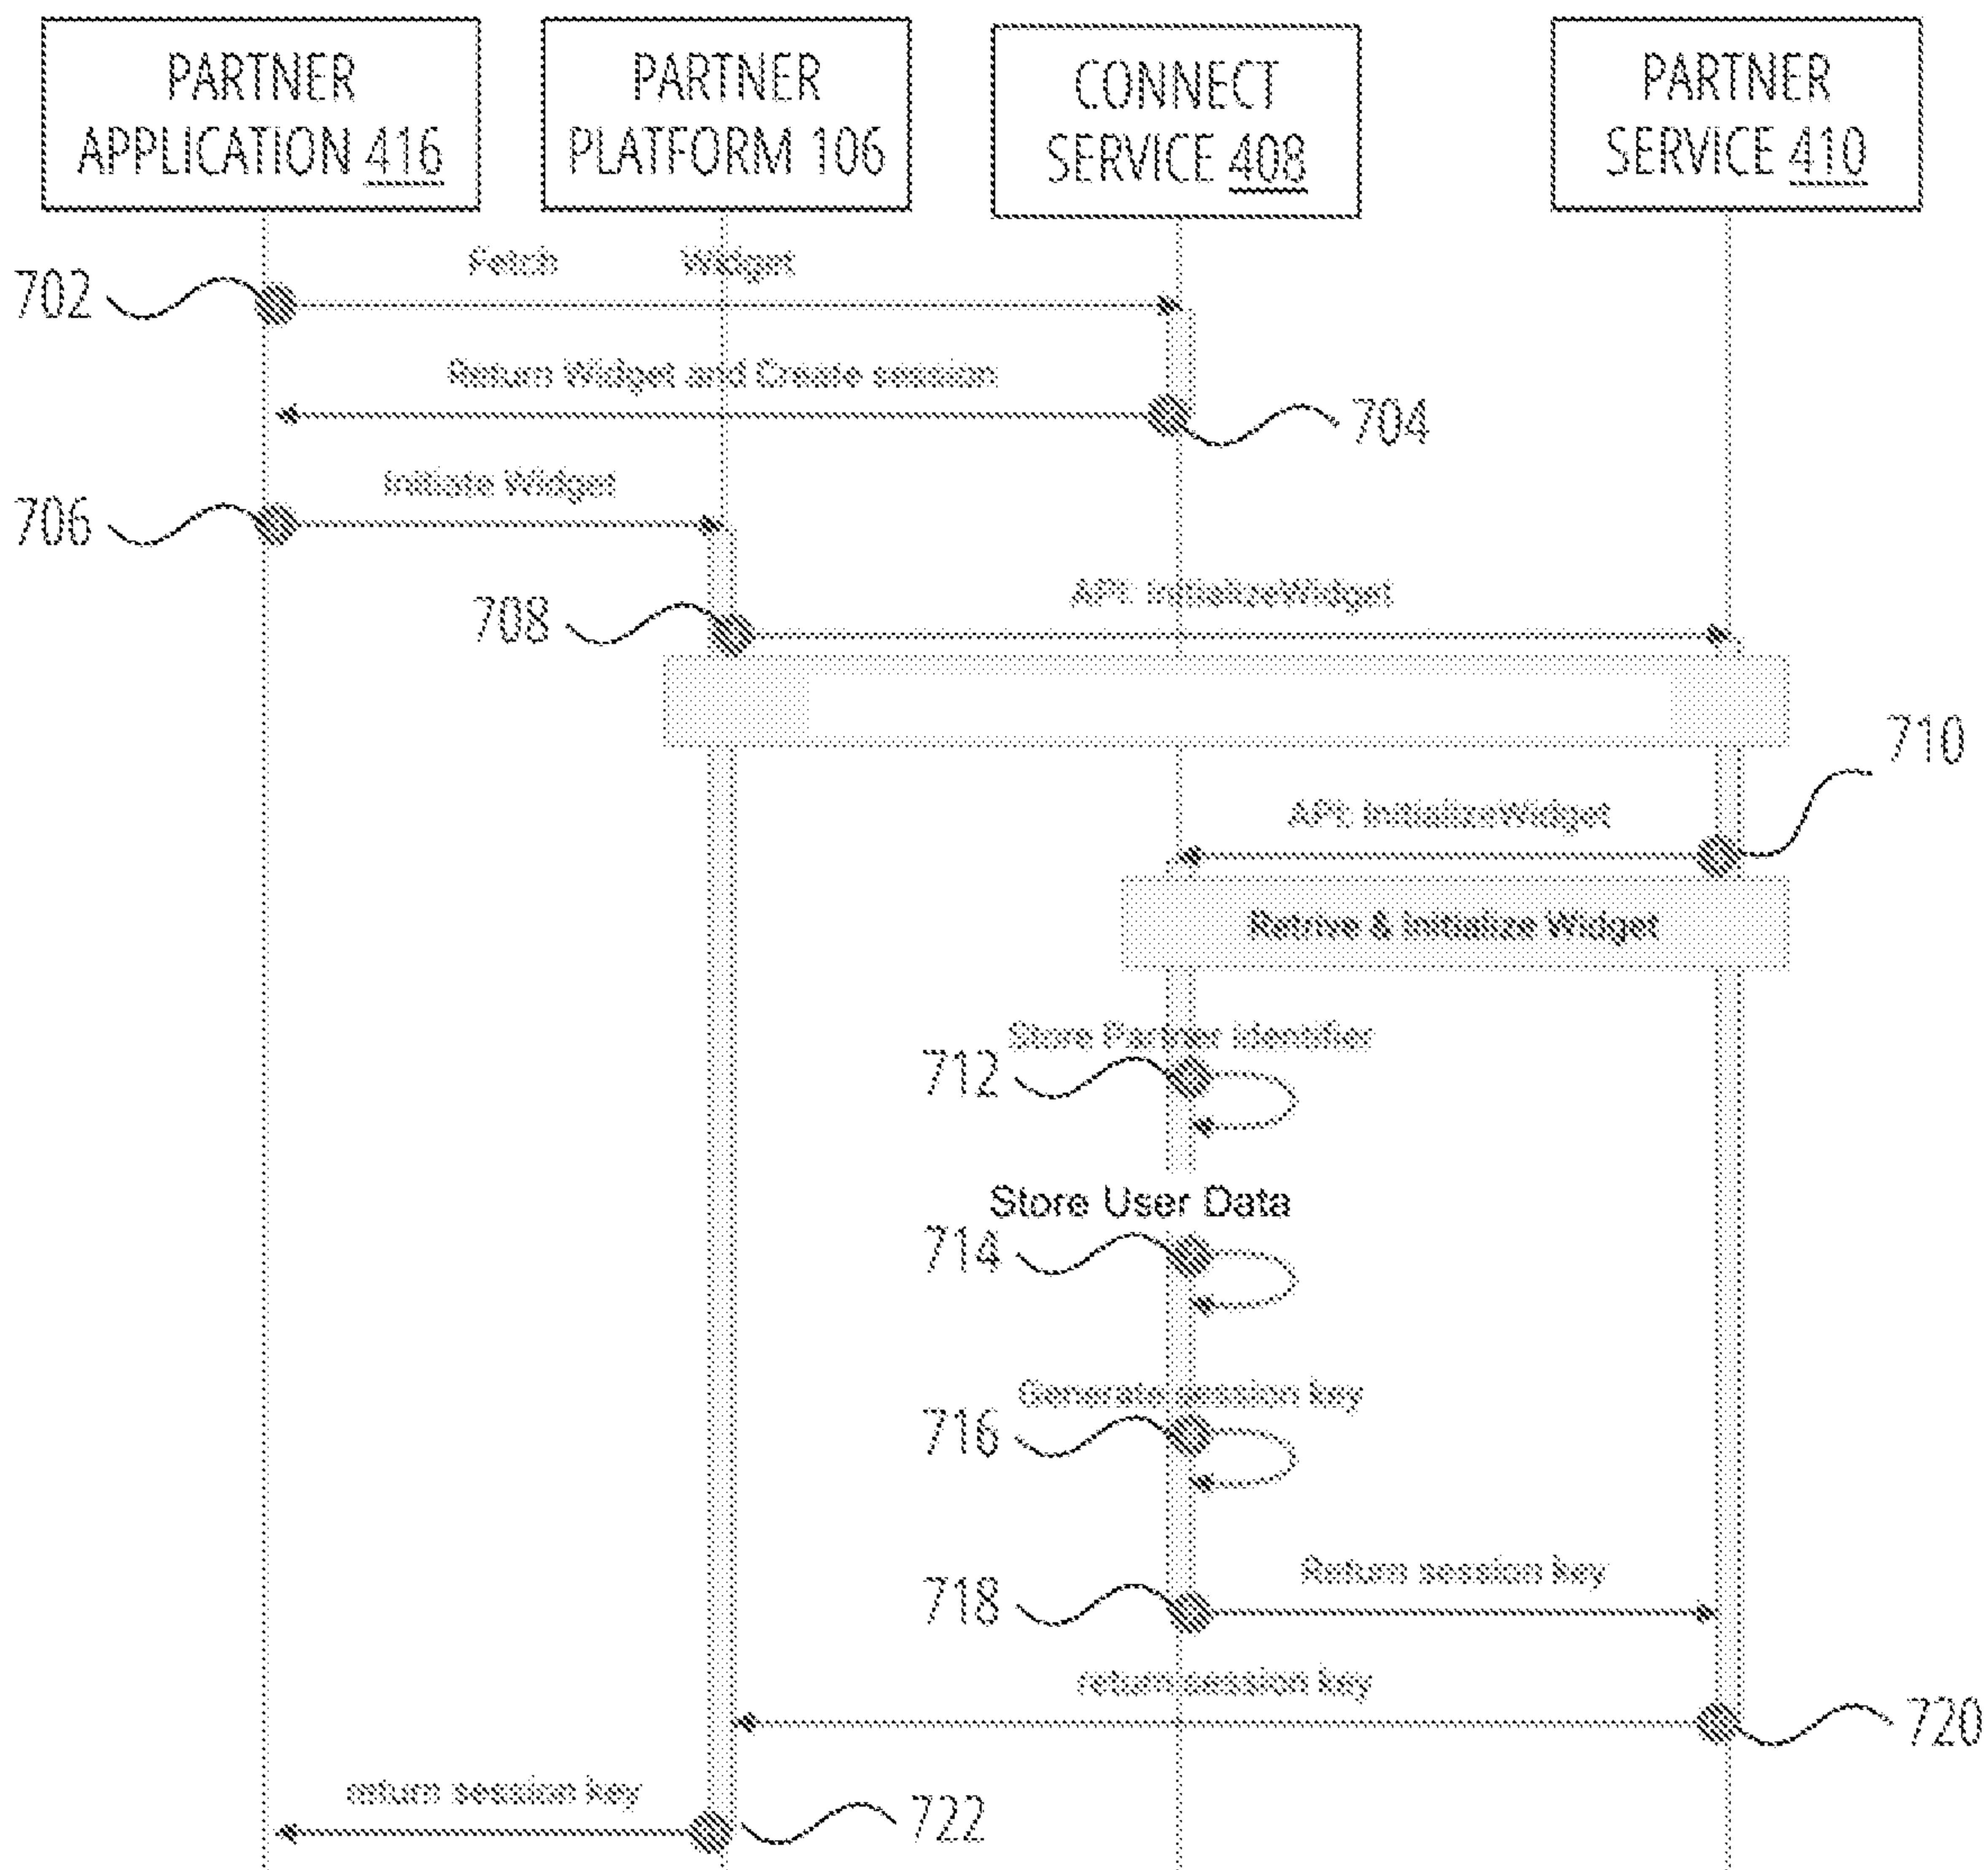 PARTNER
APPLICATION 416
PARTNER
PLATFORM 106
CONNECT
SERVICE 408
PARTNER
SERVICE 410
Fetch Widget
702
Return Widget and Create session
704
Initiate Widget
706
API: InitializeWidget
708
710
API: InitializeWidget
Retrive & Initialize Widget
Store Partner identifier
712
Store User Data
714
Generate session key
716
Return session key
718
return session key
720
return session key
722